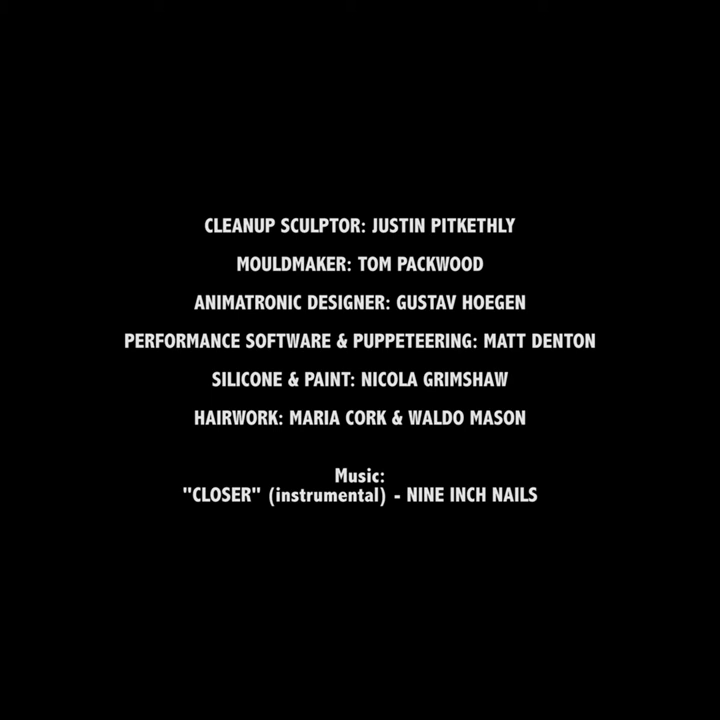 CLEANUP SCULPTOR: JUSTIN PITKETHLY
MOULDMAKER: TOM PACKWOOD
ANIMATRONIC DESIGNER: GUSTAV HOEGEN
PERFORMANCE SOFTWARE & PUPPETEERING: MATT DENTON
SILICONE & PAINT: NICOLA GRIMSHAW
HAIRWORK: MARIA CORK & WALDO MASON
Music:
"CLOSER" (instrumental) - NINE INCH NAILS